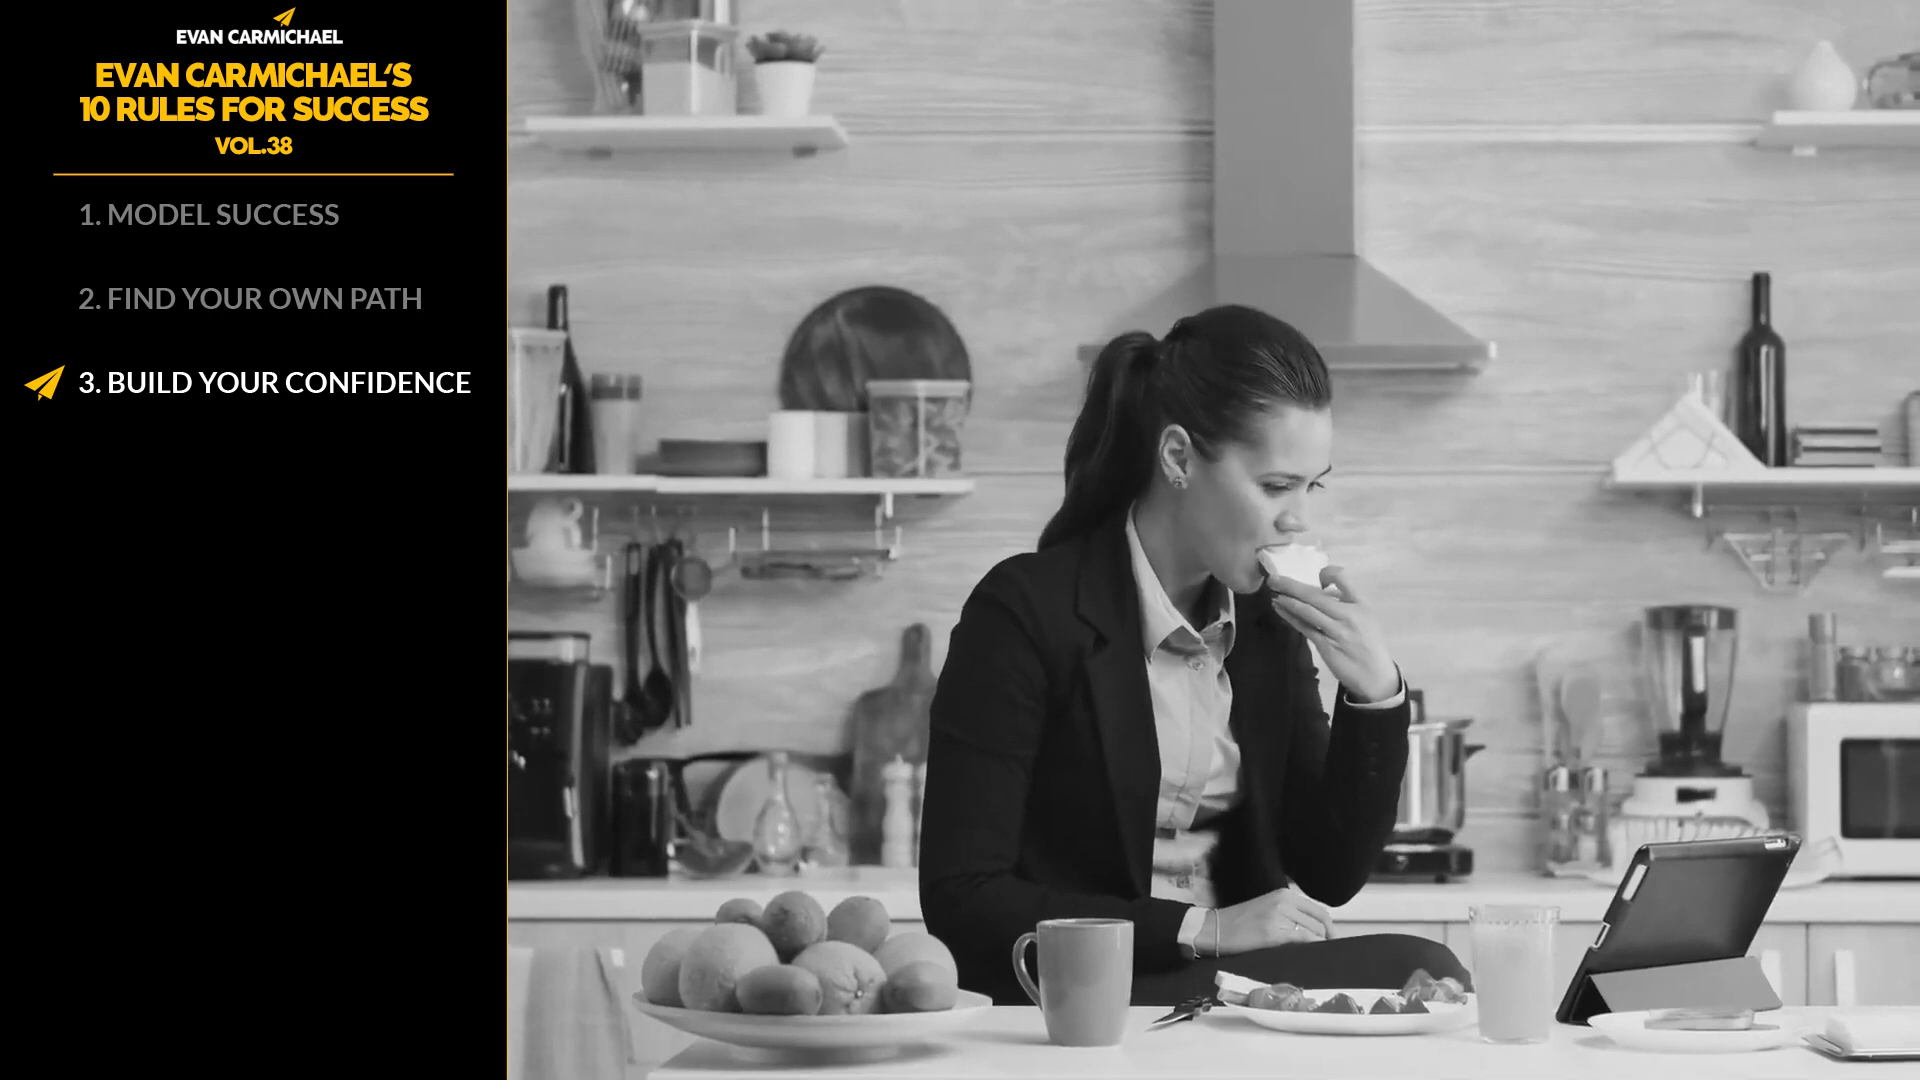 EVAN CARMICHAEL
EVAN CARMICHAEL'S
10 RULES FOR SUCCESS
VOL.38
1. MODEL SUCCESS
2. FIND YOUR OWN PATH
3. BUILD YOUR CONFIDENCE